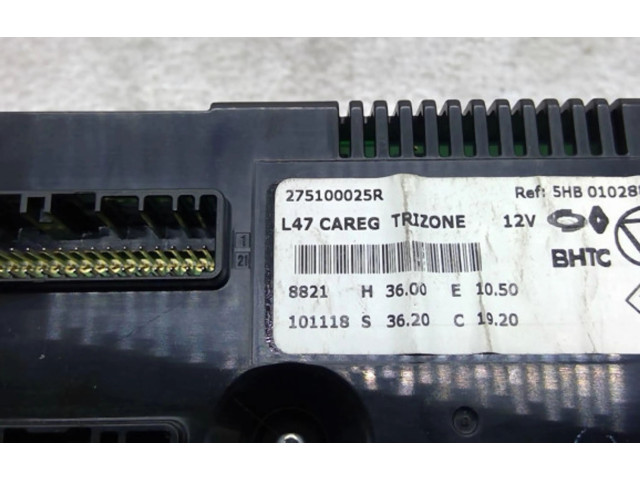 275100025R Ref: 5HB 01028
L47 CAREG TRIZONE 12V
BHTC
8821 H 36.00 E 10.50
101118 S 36.20 C 19.20
1
21